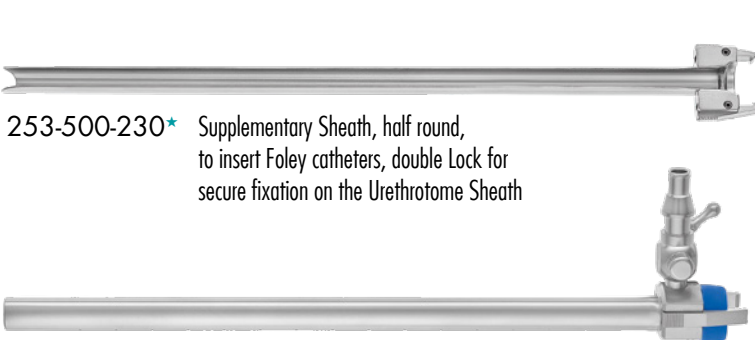 253-500-230★ Supplementary Sheath, half round,
to insert Foley catheters, double Lock for
secure fixation on the Urethrotome Sheath